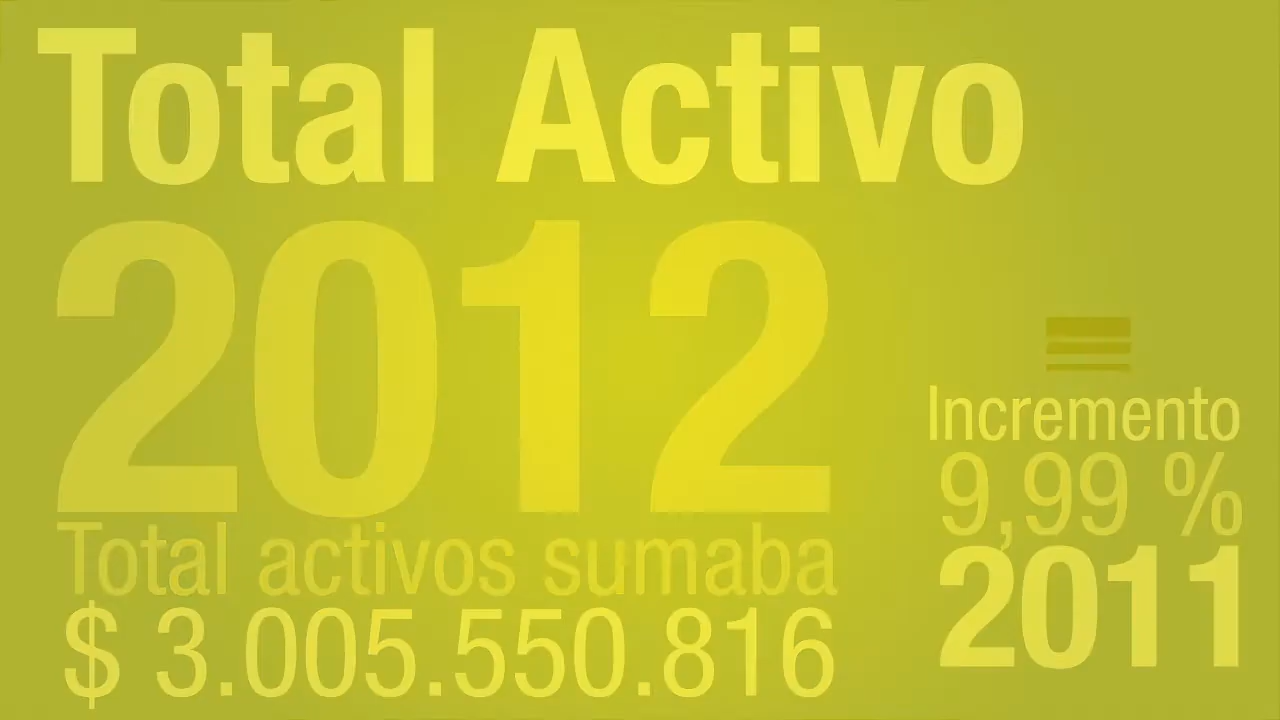 Total Activo
2012
Total activos sumaba
$ 3.005.550.816
Incremento
9,99 %
2011